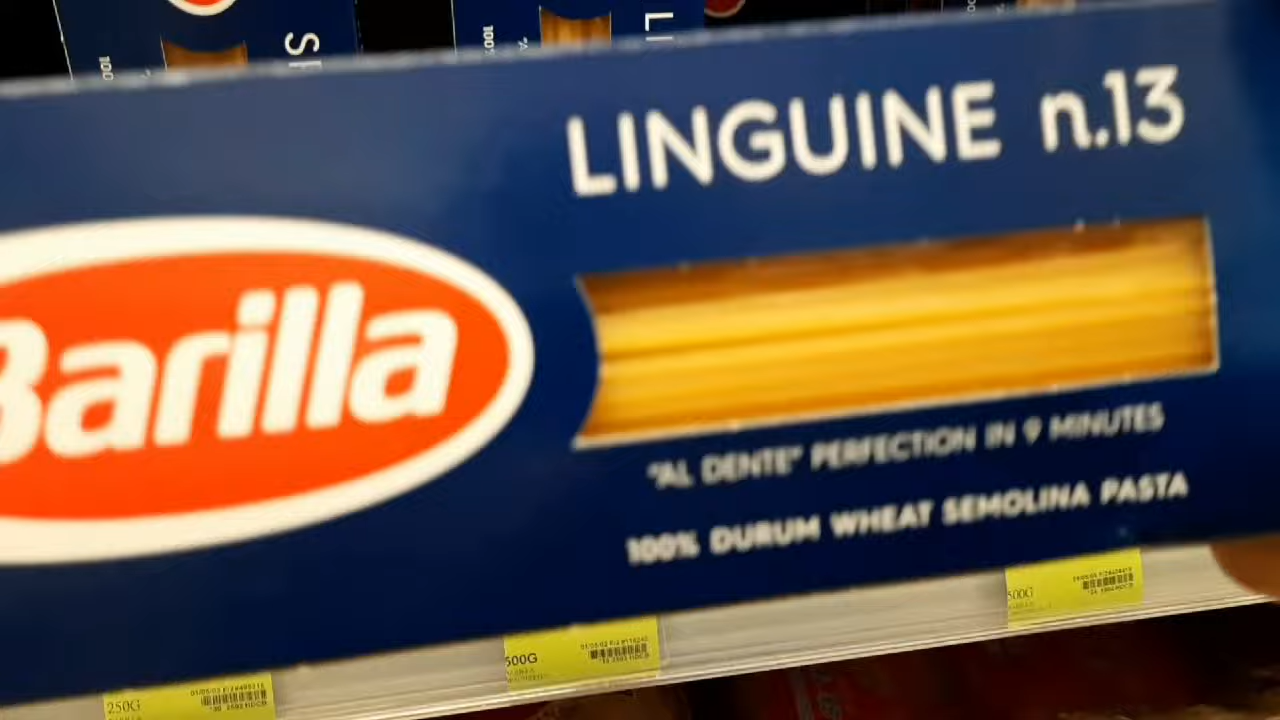 LINGUINE n.13
Barilla
"AL DENTE" PERFECTION IN 9 MINUTES
100% DURUM WHEAT SEMOLINA PASTA
500G
500G
250G